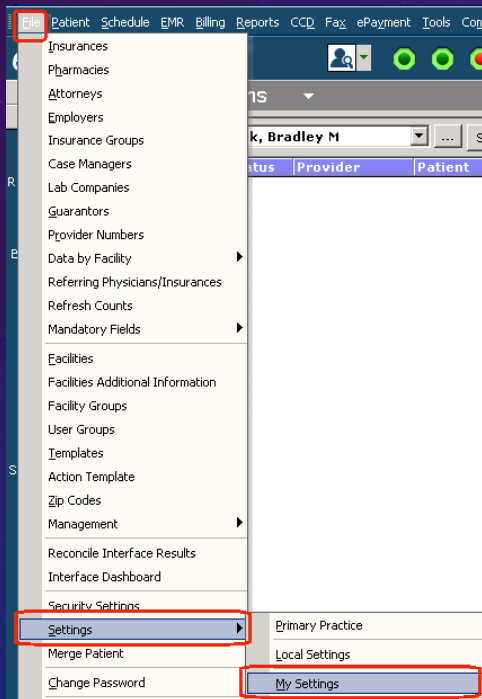 File Patient Schedule EMR Billing Reports CCD Fax ePayment Tools
Insurances
Pharmacies
Attorneys
Employers
Insurance Groups
Case Managers
Lab Companies
Guarantors
Provider Numbers
Data by Facility
Referring Physicians/Insurances
Refresh Counts
Mandatory Fields
Facilities
Facilities Additional Information
Facility Groups
User Groups
Templates
Action Template
Zip Codes
Management
Reconcile Interface Results
Interface Dashboard
Security Settings
Settings
Merge Patient
Change Password
ns
k, Bradley M ... S
tus Provider Patient
R
S
Primary Practice
Local Settings
My Settings